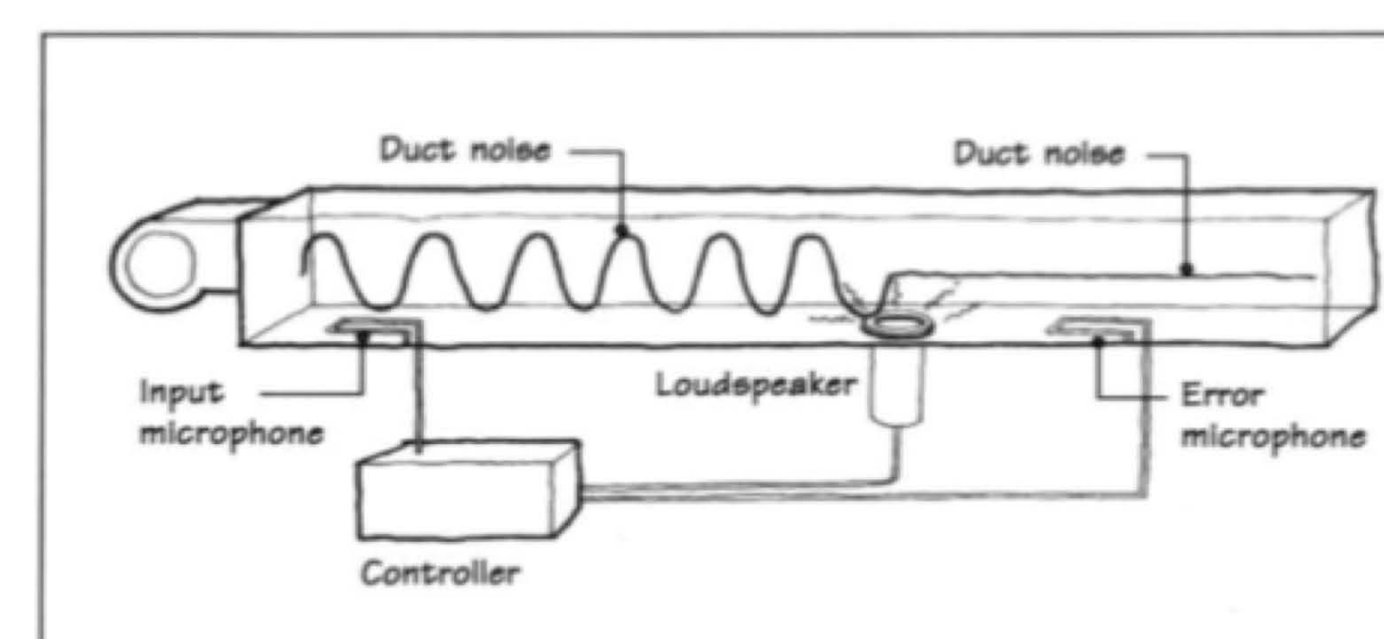 Duct noise
Duct noise
Input
microphone
Loudspeaker
Error
microphone
Controller